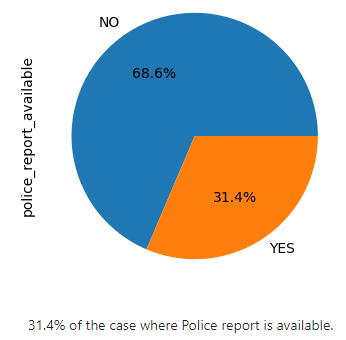 NO
68.6%
police_report_available
31.4%
YES
31.4% of the case where Police report is available.